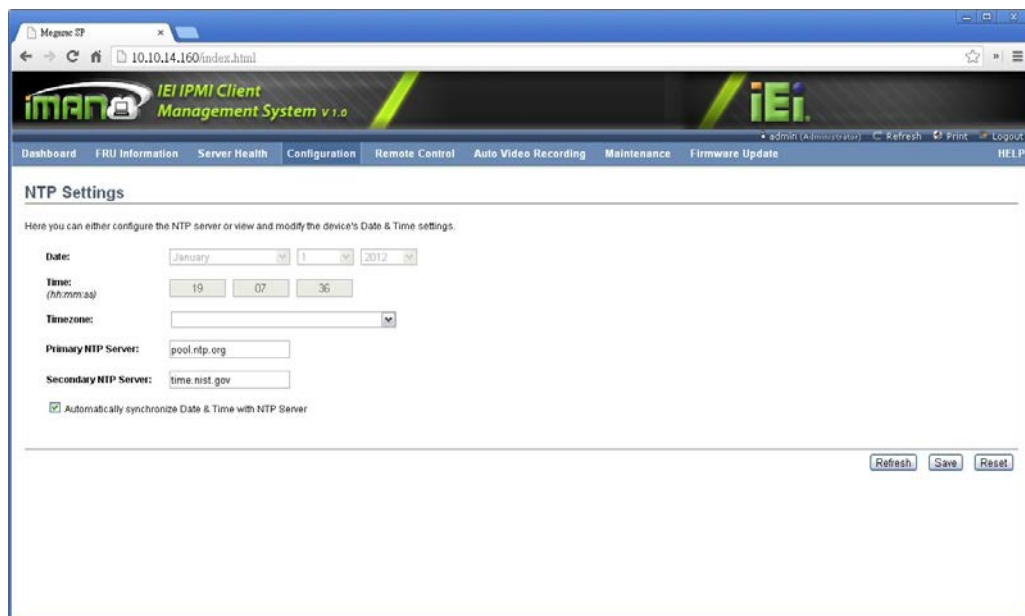 Megarac SP
10.10.14.160/index.html
iMAN
IEI IPMI Client
Management System v 1.0
iEi.
admin (Administrator) Refresh Print Logout
Dashboard FRU Information Server Health Configuration Remote Control Auto Video Recording Maintenance Firmware Update HELP
NTP Settings
Here you can either configure the NTP server or view and modify the device's Date & Time settings.
Date: January 1 2012
Time: 19 07 36
(hh:mm:ss)
Timezone:
Primary NTP Server: pool.ntp.org
Secondary NTP Server: time.nist.gov
Automatically synchronize Date & Time with NTP Server
Refresh Save Reset